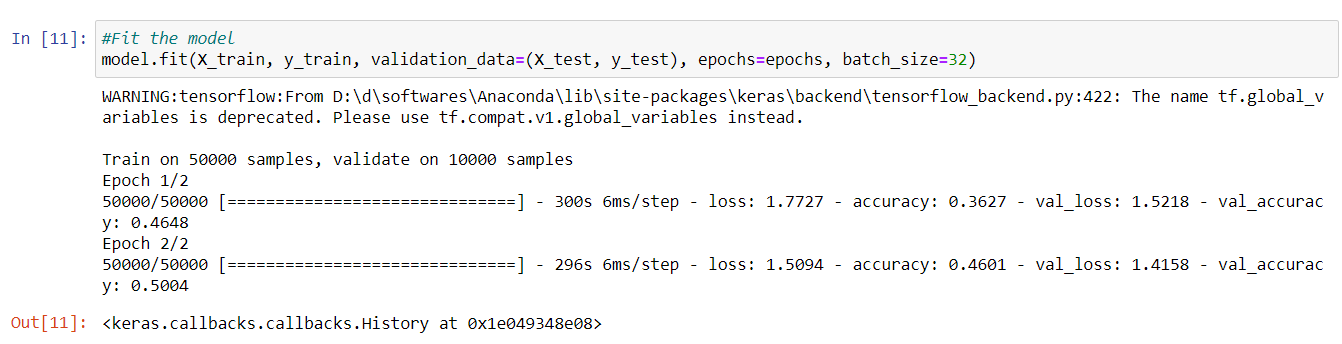 In [11]: #Fit the model
model.fit(X_train, y_train, validation_data=(X_test, y_test), epochs=epochs, batch_size=32)
WARNING:tensorflow:From D:\d\softwares\Anaconda\lib\site-packages\keras\backend\tensorflow_backend.py:422: The name tf.global_v
ariables is deprecated. Please use tf.compat.v1.global_variables instead.
Train on 50000 samples, validate on 10000 samples
Epoch 1/2
50000/50000 [==============================] - 300s 6ms/step - loss: 1.7727 - accuracy: 0.3627 - val_loss: 1.5218 - val_accurac
y: 0.4648
Epoch 2/2
50000/50000 [==============================] - 296s 6ms/step - loss: 1.5094 - accuracy: 0.4601 - val_loss: 1.4158 - val_accurac
y: 0.5004
Out[11]: <keras.callbacks.callbacks.History at 0x1e049348e08>